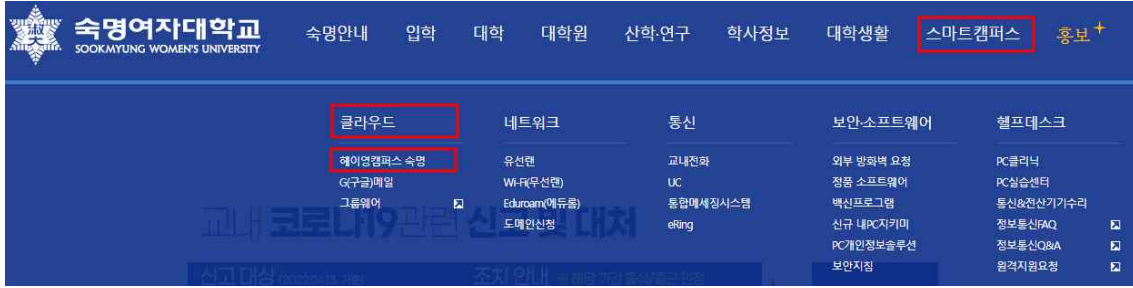 숙명여자대학교
SOOKMYUNG WOMEN'S UNIVERSITY
숙명안내 입학 대학 대학원 산학·연구 학사정보 대학생활 스마트캠퍼스 홍보+
클라우드
헤이영캠퍼스 숙명
G(구글)메일
그룹웨어
네트워크
유선랜
Wi-Fi(무선랜)
Eduroam(에듀롬)
도메인신청
통신
교내전화
UC
통합메세징시스템
eRing
보안·소프트웨어
외부 방화벽 요청
정품 소프트웨어
백신프로그램
신규 내PC지키미
PC개인정보솔루션
보안지침
헬프데스크
PC클리닉
PC실습센터
통신&전산기기수리
정보통신FAQ
정보통신Q&A
원격지원요청
교내 코로나19관련 신고 및 대처
신고 대상
조치 안내